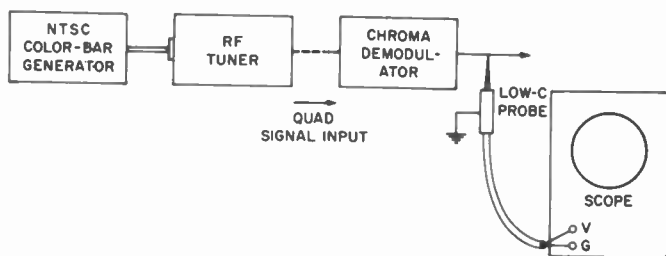 NTSC
COLOR-BAR
GENERATOR
RF
TUNER
CHROMA
DEMODUL-
ATOR
QUAD
SIGNAL INPUT
LOW-C
PROBE
SCOPE
V
G